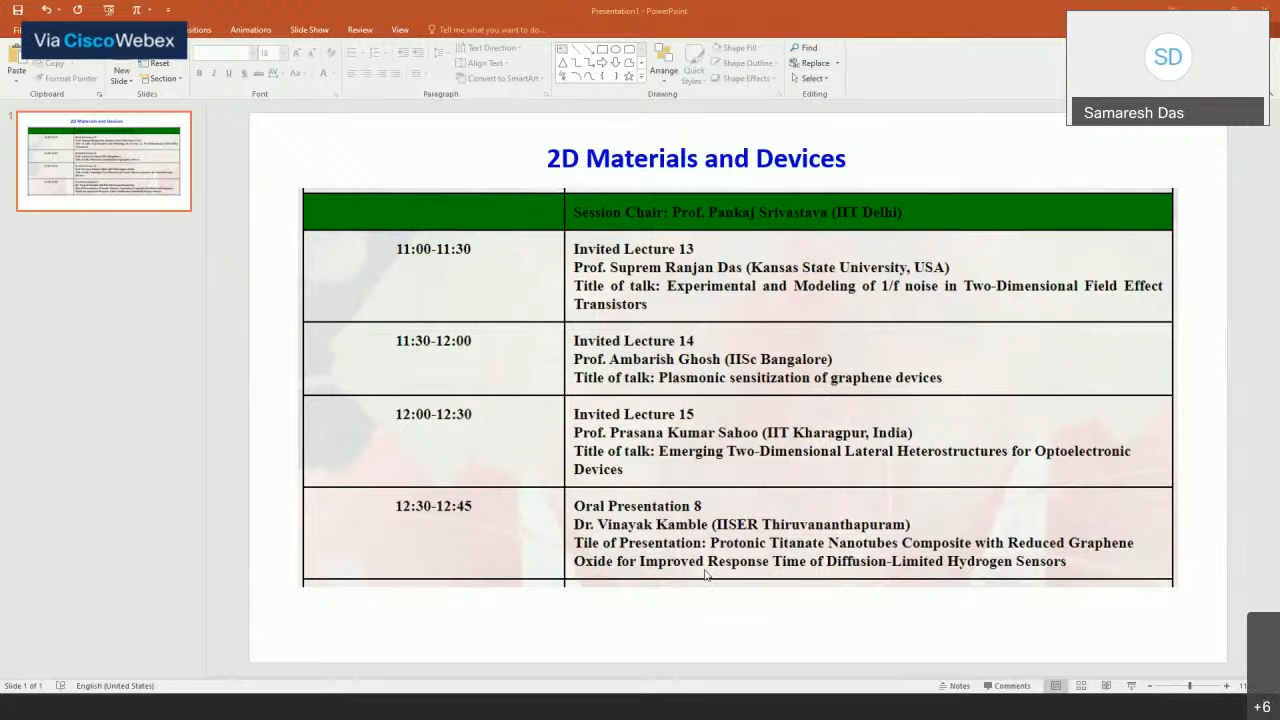 Presentation1 - PowerPoint
Via CiscoWebex
Animations
Slide Show
Review
View
Tell me what you want to do...
18
Text Direction
Shape Fill
Find
Paste
Copy
New
Reset
Align Text
Arrange
Quick
Shape Outline
Replace
Format Painter
Slide
Section
Convert to SmartArt
Styles
Shape Effects
Select
Clipboard
Slides
Font
Paragraph
Drawing
Editing
SD
Samaresh Das
1
2D Materials and Devices
2D Materials and Devices
Session Chair: Prof. Pankaj Srivastava (IIT Delhi)
11:00-11:30
Invited Lecture 13
Prof. Suprem Ranjan Das (Kansas State University, USA)
Title of talk: Experimental and Modeling of 1/f noise in Two-Dimensional Field Effect
Transistors
11:30-12:00
Invited Lecture 14
Prof. Ambarish Ghosh (IISc Bangalore)
Title of talk: Plasmonic sensitization of graphene devices
12:00-12:30
Invited Lecture 15
Prof. Prasana Kumar Sahoo (IIT Kharagpur, India)
Title of talk: Emerging Two-Dimensional Lateral Heterostructures for Optoelectronic
Devices
12:30-12:45
Oral Presentation 8
Dr. Vinayak Kamble (IISER Thiruvananthapuram)
Tile of Presentation: Protonic Titanate Nanotubes Composite with Reduced Graphene
Oxide for Improved Response Time of Diffusion-Limited Hydrogen Sensors
Slide 1 of 1
English (United States)
Notes
Comments
+6